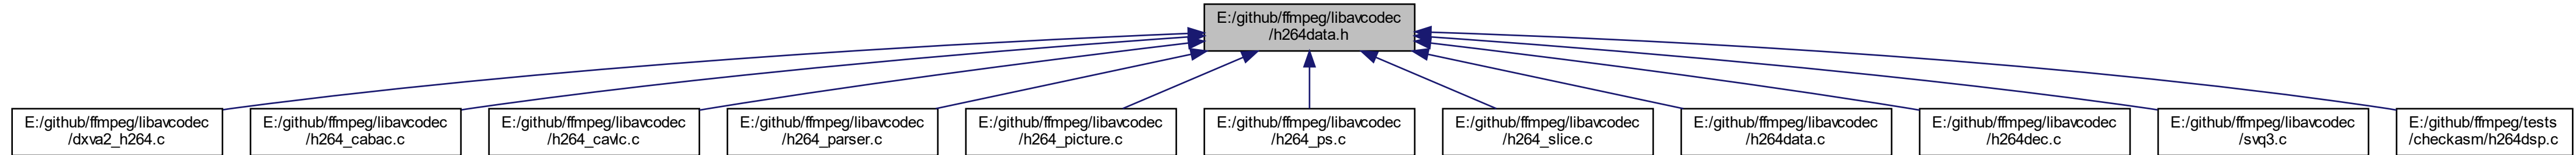 E:/github/ffmpeg/libavcodec
/h264data.h
E:/github/ffmpeg/libavcodec
/dxva2_h264.c
E:/github/ffmpeg/libavcodec
/h264_cabac.c
E:/github/ffmpeg/libavcodec
/h264_cavlc.c
E:/github/ffmpeg/libavcodec
/h264_parser.c
E:/github/ffmpeg/libavcodec
/h264_picture.c
E:/github/ffmpeg/libavcodec
/h264_ps.c
E:/github/ffmpeg/libavcodec
/h264_slice.c
E:/github/ffmpeg/libavcodec
/h264data.c
E:/github/ffmpeg/libavcodec
/h264dec.c
E:/github/ffmpeg/libavcodec
/svq3.c
E:/github/ffmpeg/tests
/checkasm/h264dsp.c